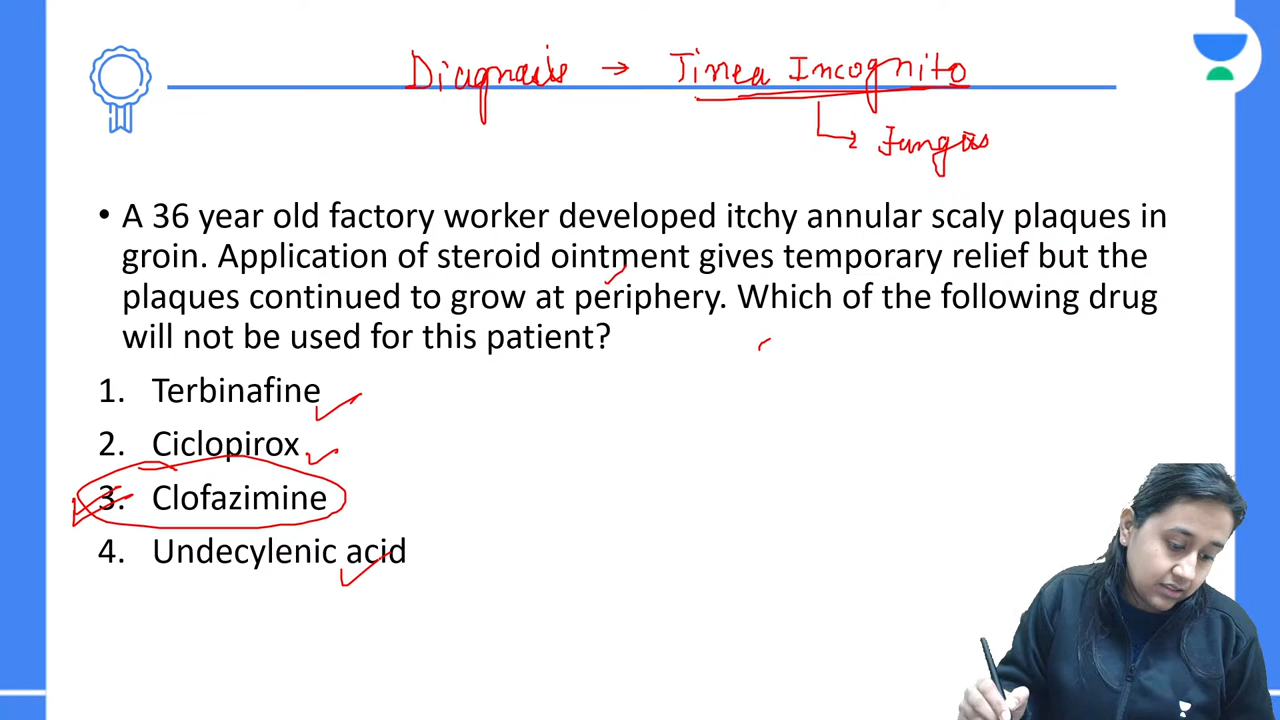 Diagnosis → Tinea Incognito
Fungus
• A 36 year old factory worker developed itchy annular scaly plaques in
groin. Application of steroid ointment gives temporary relief but the
plaques continued to grow at periphery. Which of the following drug
will not be used for this patient?
1. Terbinafine
2. Ciclopirox
3. Clofazimine
4. Undecylenic acid